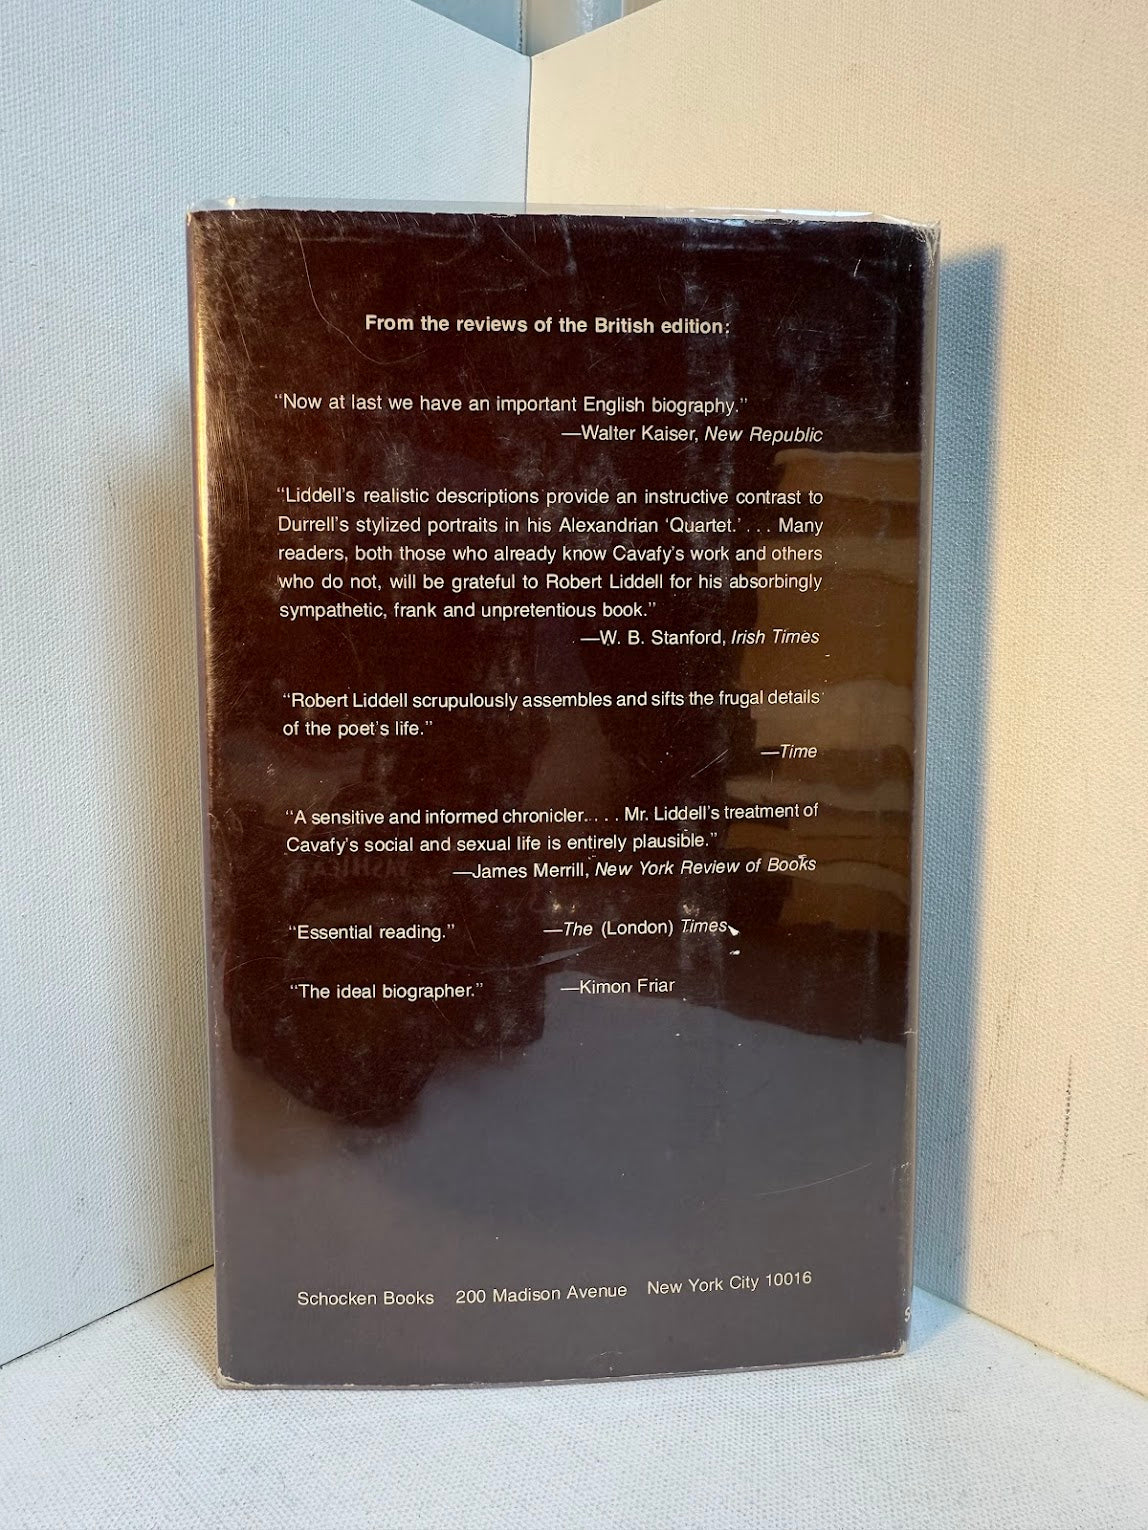 From the reviews of the British edition:
“Now at last we have an important English biography.”
—Walter Kaiser, New Republic
“Liddell’s realistic descriptions provide an instructive contrast to
Durrell’s stylized portraits in his Alexandrian ‘Quartet.’ . . . Many
readers, both those who already know Cavafy’s work and others
who do not, will be grateful to Robert Liddell for his absorbingly
sympathetic, frank and unpretentious book.”
—W. B. Stanford, Irish Times
“Robert Liddell scrupulously assembles and sifts the frugal details
of the poet’s life.”
—Time
“A sensitive and informed chronicler. . . . Mr. Liddell’s treatment of
Cavafy’s social and sexual life is entirely plausible.”
—James Merrill, New York Review of Books
“Essential reading.” —The (London) Times
“The ideal biographer.” —Kimon Friar
Schocken Books 200 Madison Avenue New York City 10016